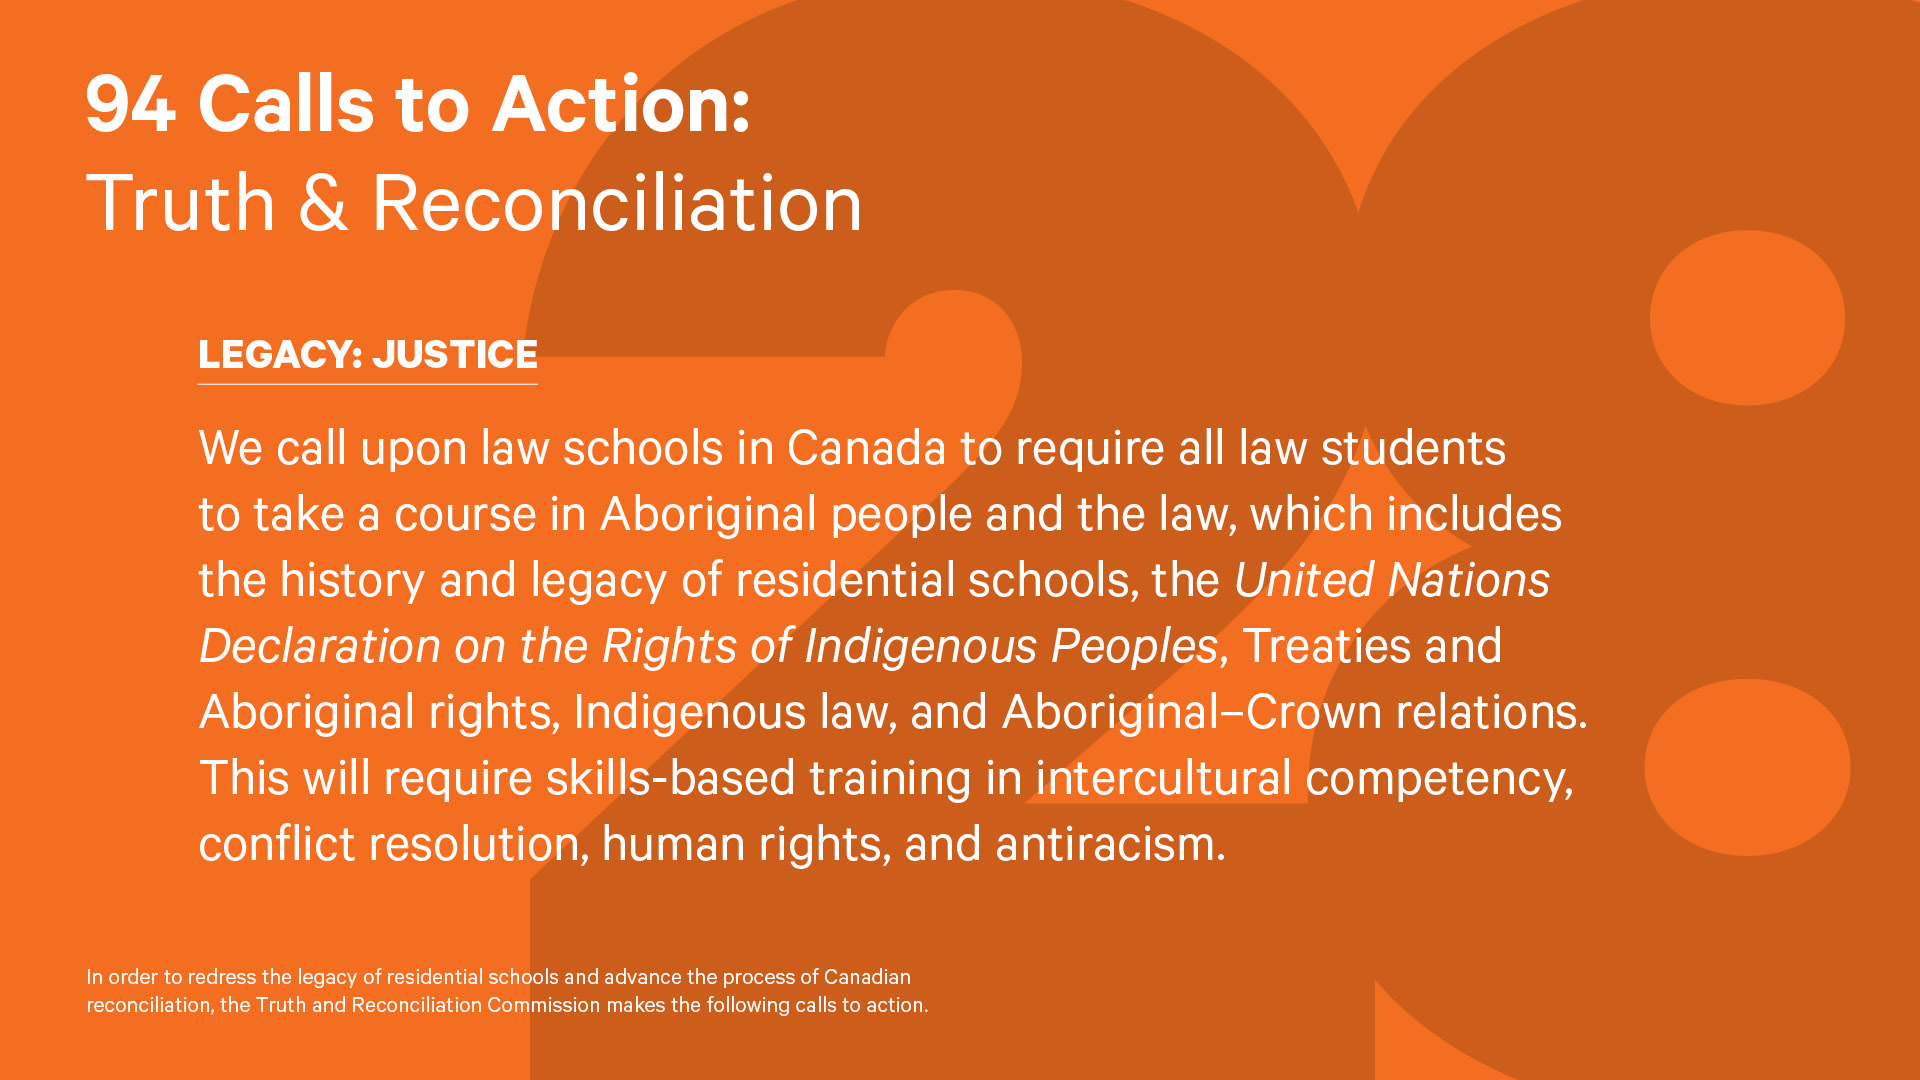 94 Calls to Action:
Truth & Reconciliation
LEGACY: JUSTICE
We call upon law schools in Canada to require all law students
to take a course in Aboriginal people and the law, which includes
the history and legacy of residential schools, the United Nations
Declaration on the Rights of Indigenous Peoples, Treaties and
Aboriginal rights, Indigenous law, and Aboriginal–Crown relations.
This will require skills-based training in intercultural competency,
conflict resolution, human rights, and antiracism.
In order to redress the legacy of residential schools and advance the process of Canadian
reconciliation, the Truth and Reconciliation Commission makes the following calls to action.
28